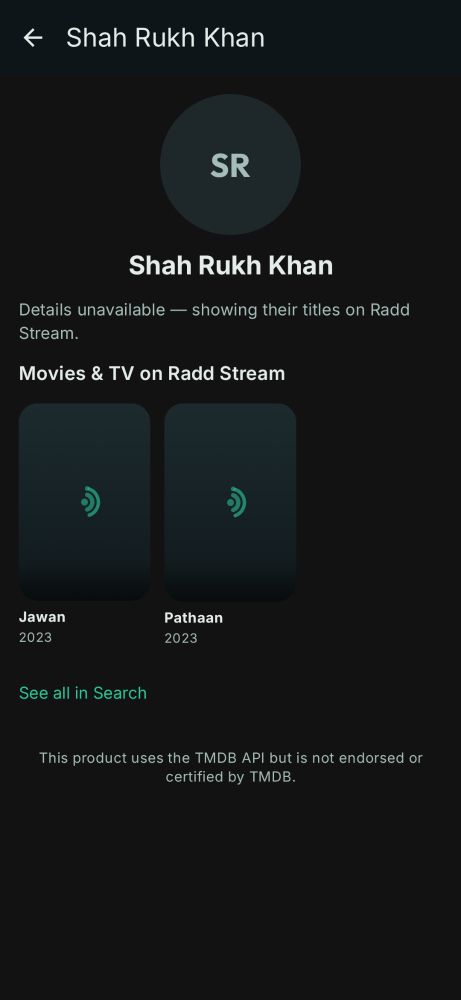 Shah Rukh Khan
SR
Shah Rukh Khan
Details unavailable — showing their titles on Radd
Stream.
Movies & TV on Radd Stream
Jawan
2023
Pathaan
2023
See all in Search
This product uses the TMDB API but is not endorsed or
certified by TMDB.